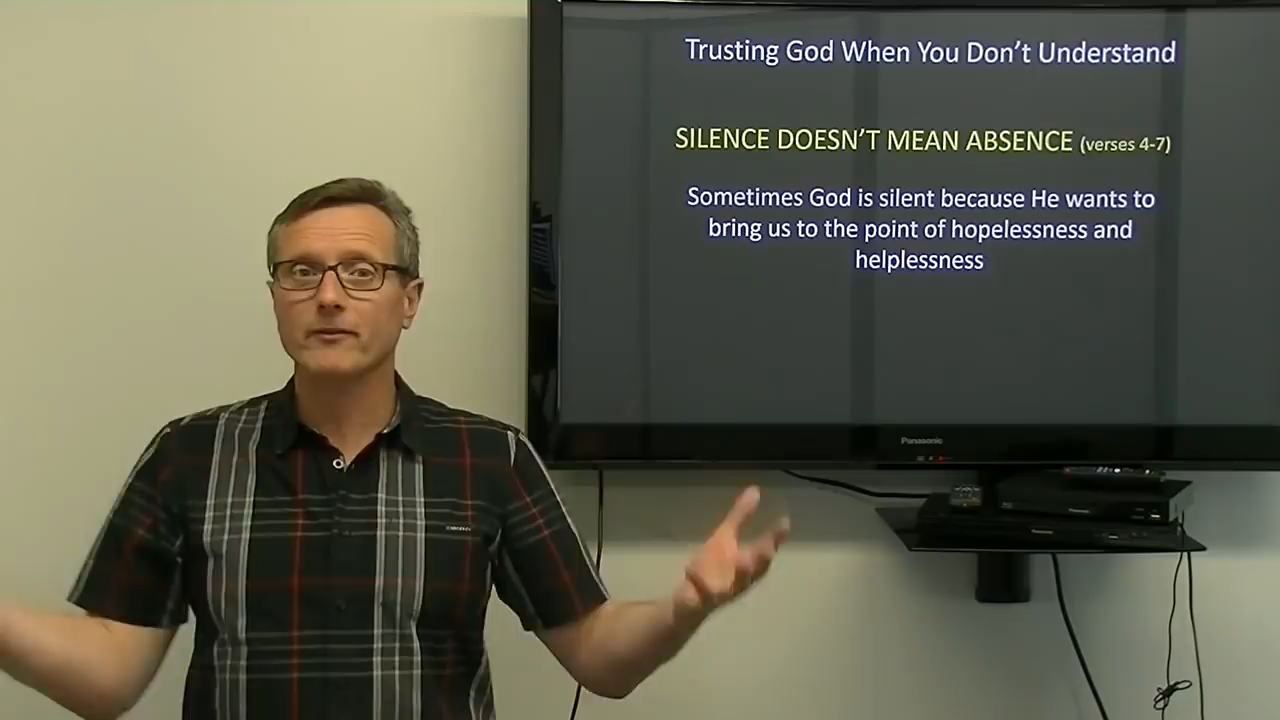 Trusting God When You Don't Understand
SILENCE DOESN'T MEAN ABSENCE (verses 4-7)
Sometimes God is silent because He wants to
bring us to the point of hopelessness and
helplessness
Panasonic